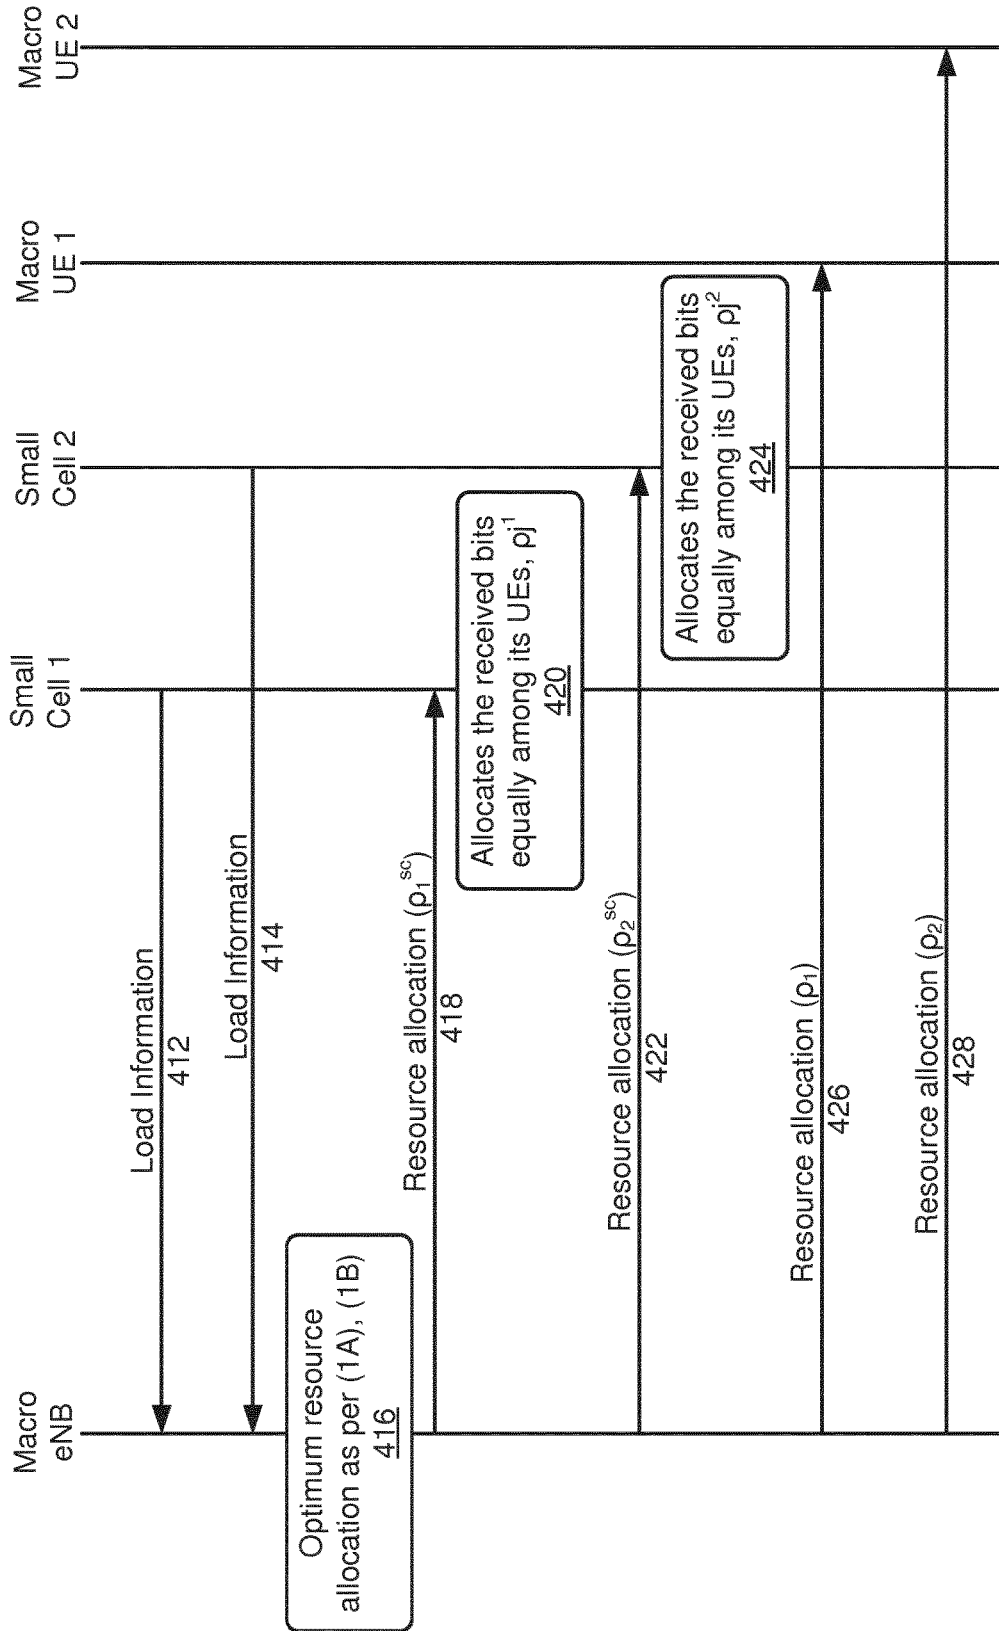 Macro
eNB
Small
Cell 1
Small
Cell 2
Macro
UE 1
Macro
UE 2
Load Information
412
Load Information
414
Optimum resource
allocation as per (1A), (1B)
416
Resource allocation (ρ₁ˢᶜ)
418
Allocates the received bits
equally among its UEs, ρj¹
420
Resource allocation (ρ₂ˢᶜ)
422
Allocates the received bits
equally among its UEs, ρj²
424
Resource allocation (ρ₁)
426
Resource allocation (ρ₂)
428